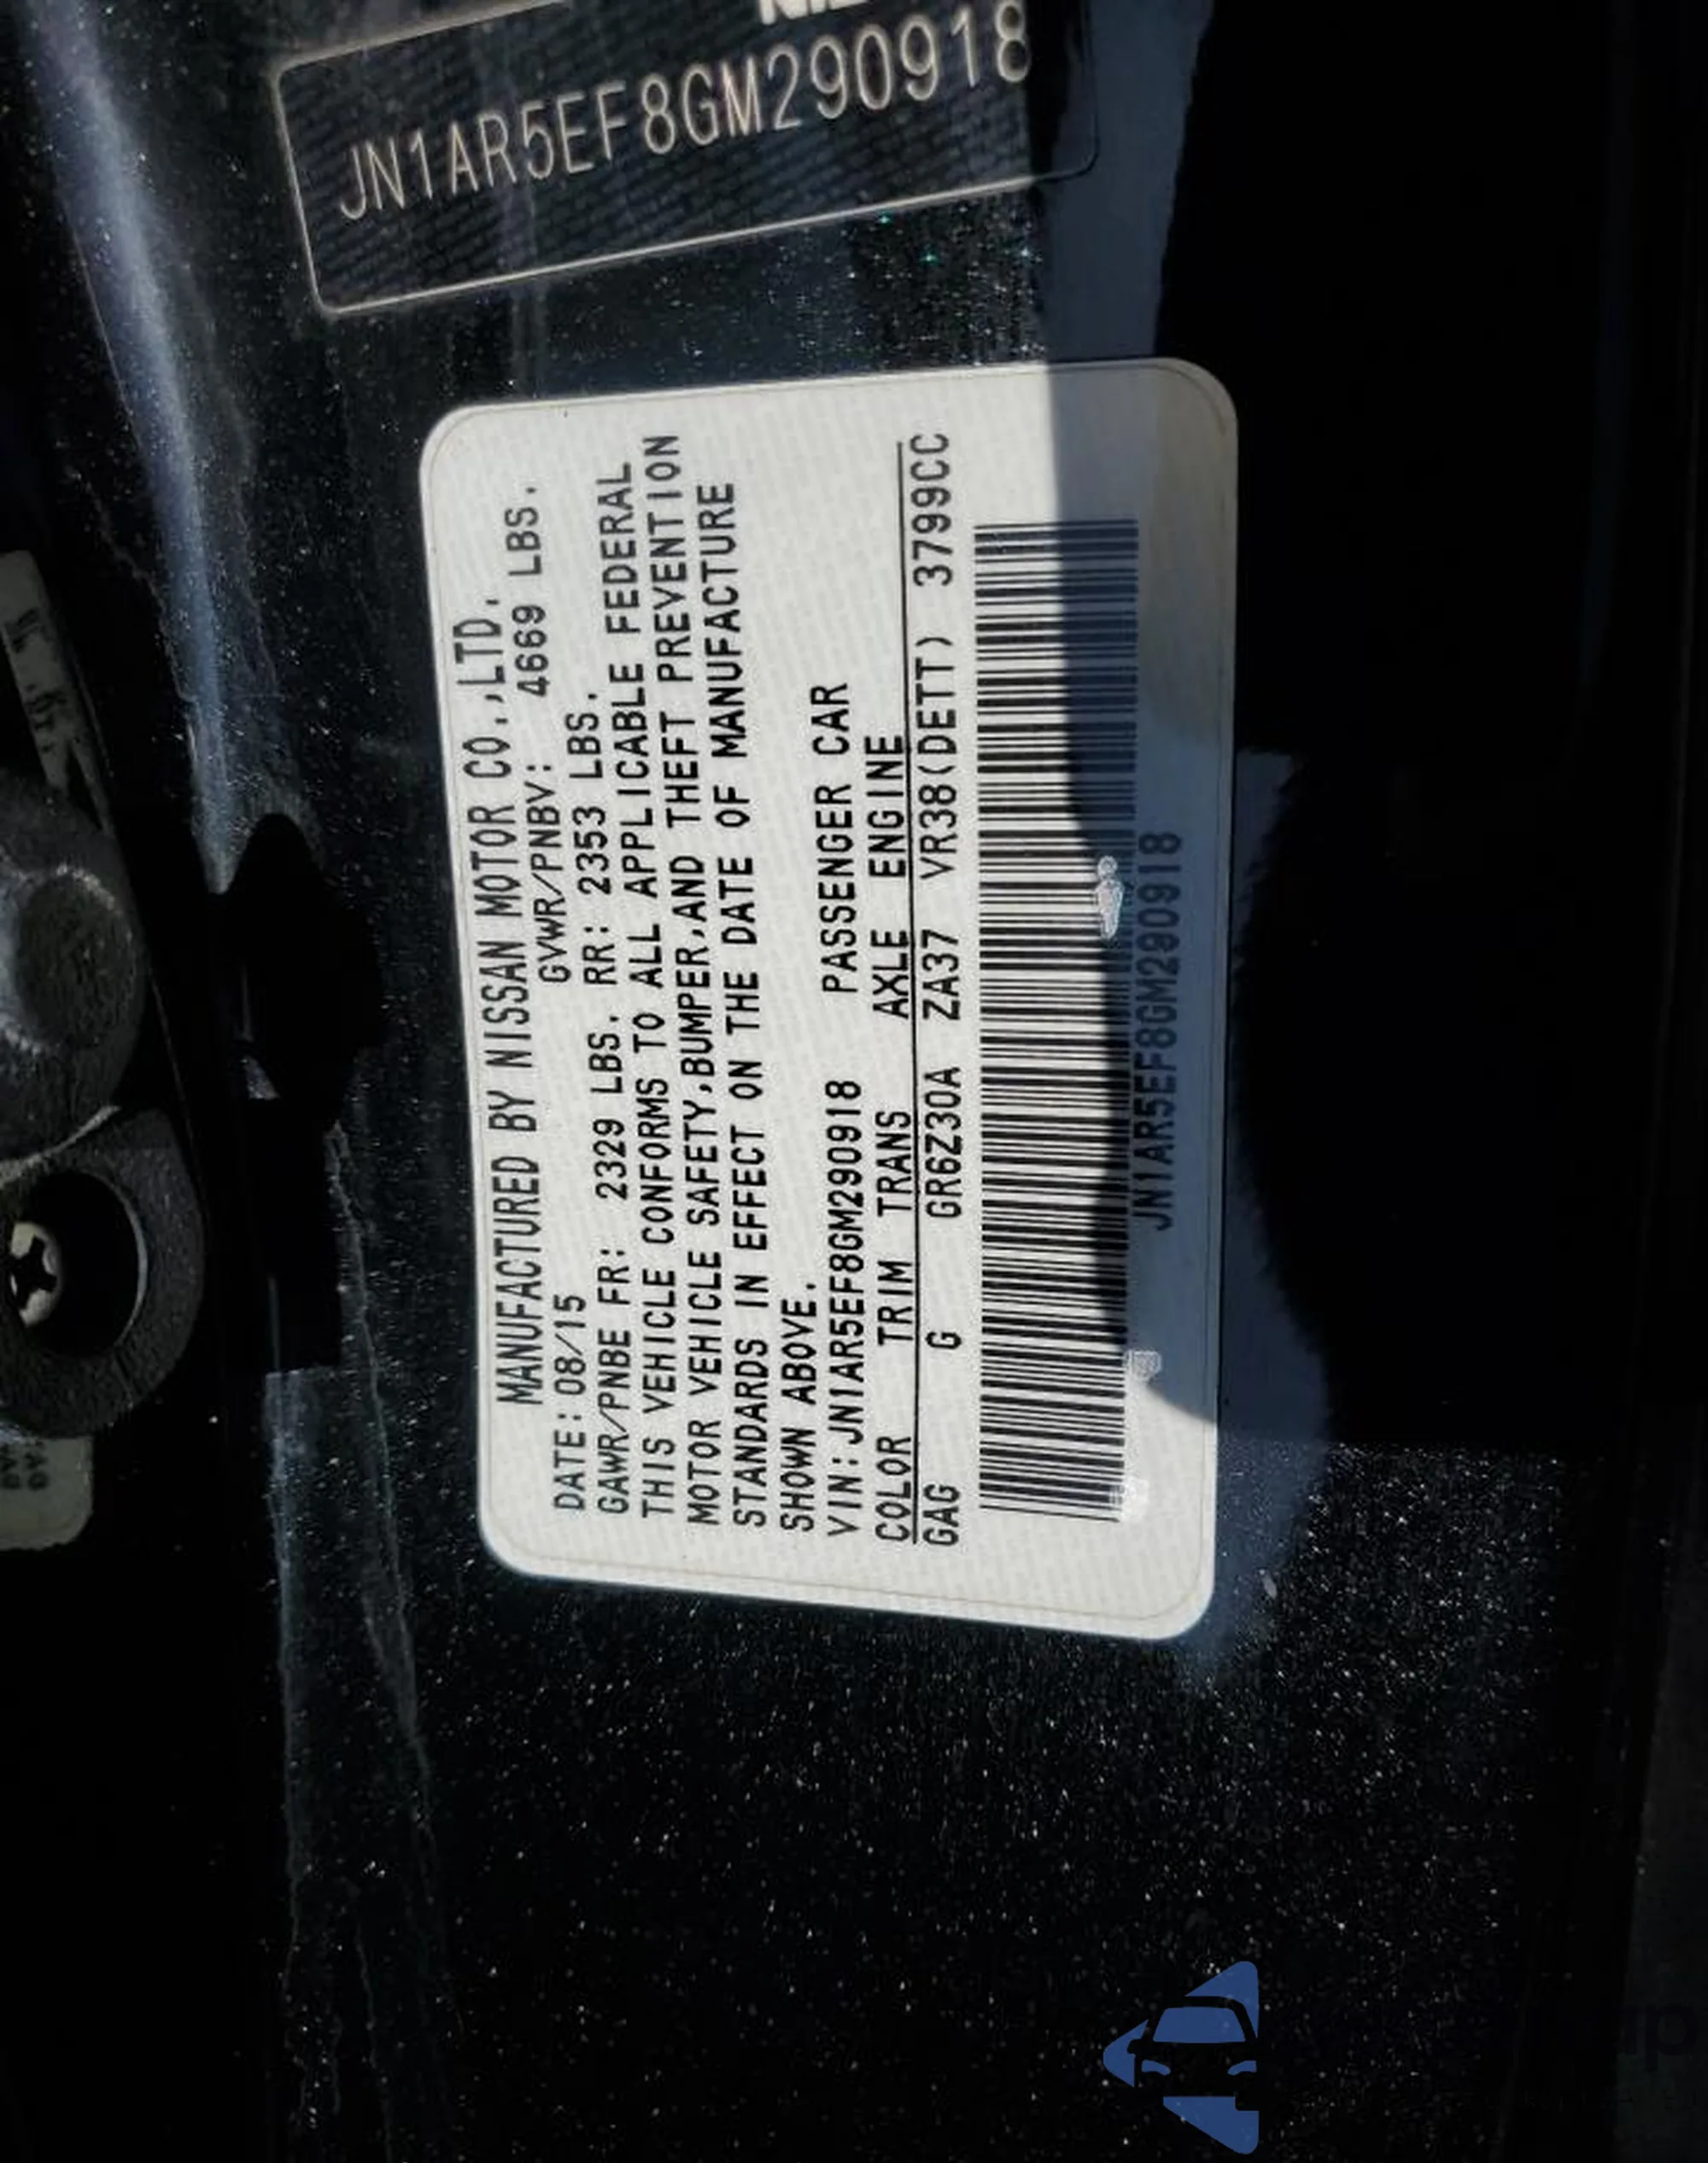 JN1AR5EF8GM290918
MANUFACTURED BY NISSAN MOTOR CO.,LTD.
DATE: 08/15 GVWR/PNBV: 4669 LBS.
GAWR/PNBE FR: 2329 LBS. RR: 2353 LBS.
THIS VEHICLE CONFORMS TO ALL APPLICABLE FEDERAL
MOTOR VEHICLE SAFETY,BUMPER,AND THEFT PREVENTION
STANDARDS IN EFFECT ON THE DATE OF MANUFACTURE
SHOWN ABOVE.
VIN: JN1AR5EF8GM290918 PASSENGER CAR
COLOR TRIM TRANS AXLE ENGINE
GAG G GR6Z30A ZA37 VR38(DETT) 3799CC
JN1AR5EF8GM290918